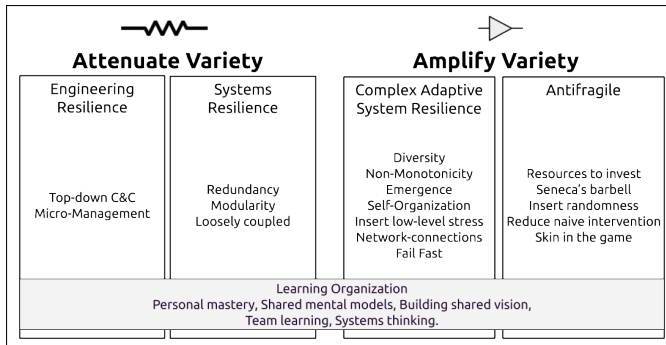 Attenuate Variety
Amplify Variety
Engineering
Resilience
Top-down C&C
Micro-Management
Systems
Resilience
Redundancy
Modularity
Loosely coupled
Complex Adaptive
System Resilience
Diversity
Non-Monotonicity
Emergence
Self-Organization
Insert low-level stress
Network-connections
Fail Fast
Antifragile
Resources to invest
Seneca's barbell
Insert randomness
Reduce naive intervention
Skin in the game
Learning Organization
Personal mastery, Shared mental models, Building shared vision,
Team learning, Systems thinking.